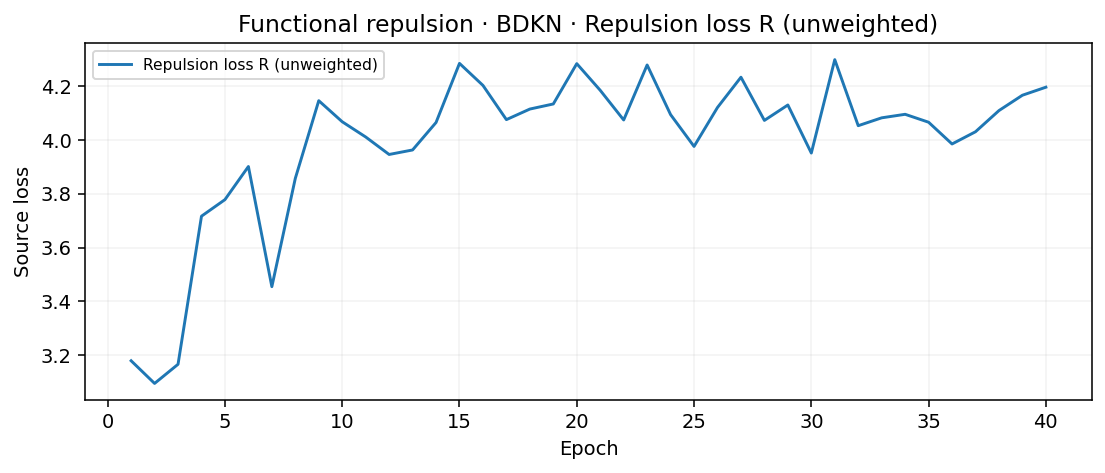 Functional repulsion · BDKN · Repulsion loss R (unweighted)
Repulsion loss R (unweighted)
Source loss
4.2
4.0
3.8
3.6
3.4
3.2
0 5 10 15 20 25 30 35 40
Epoch